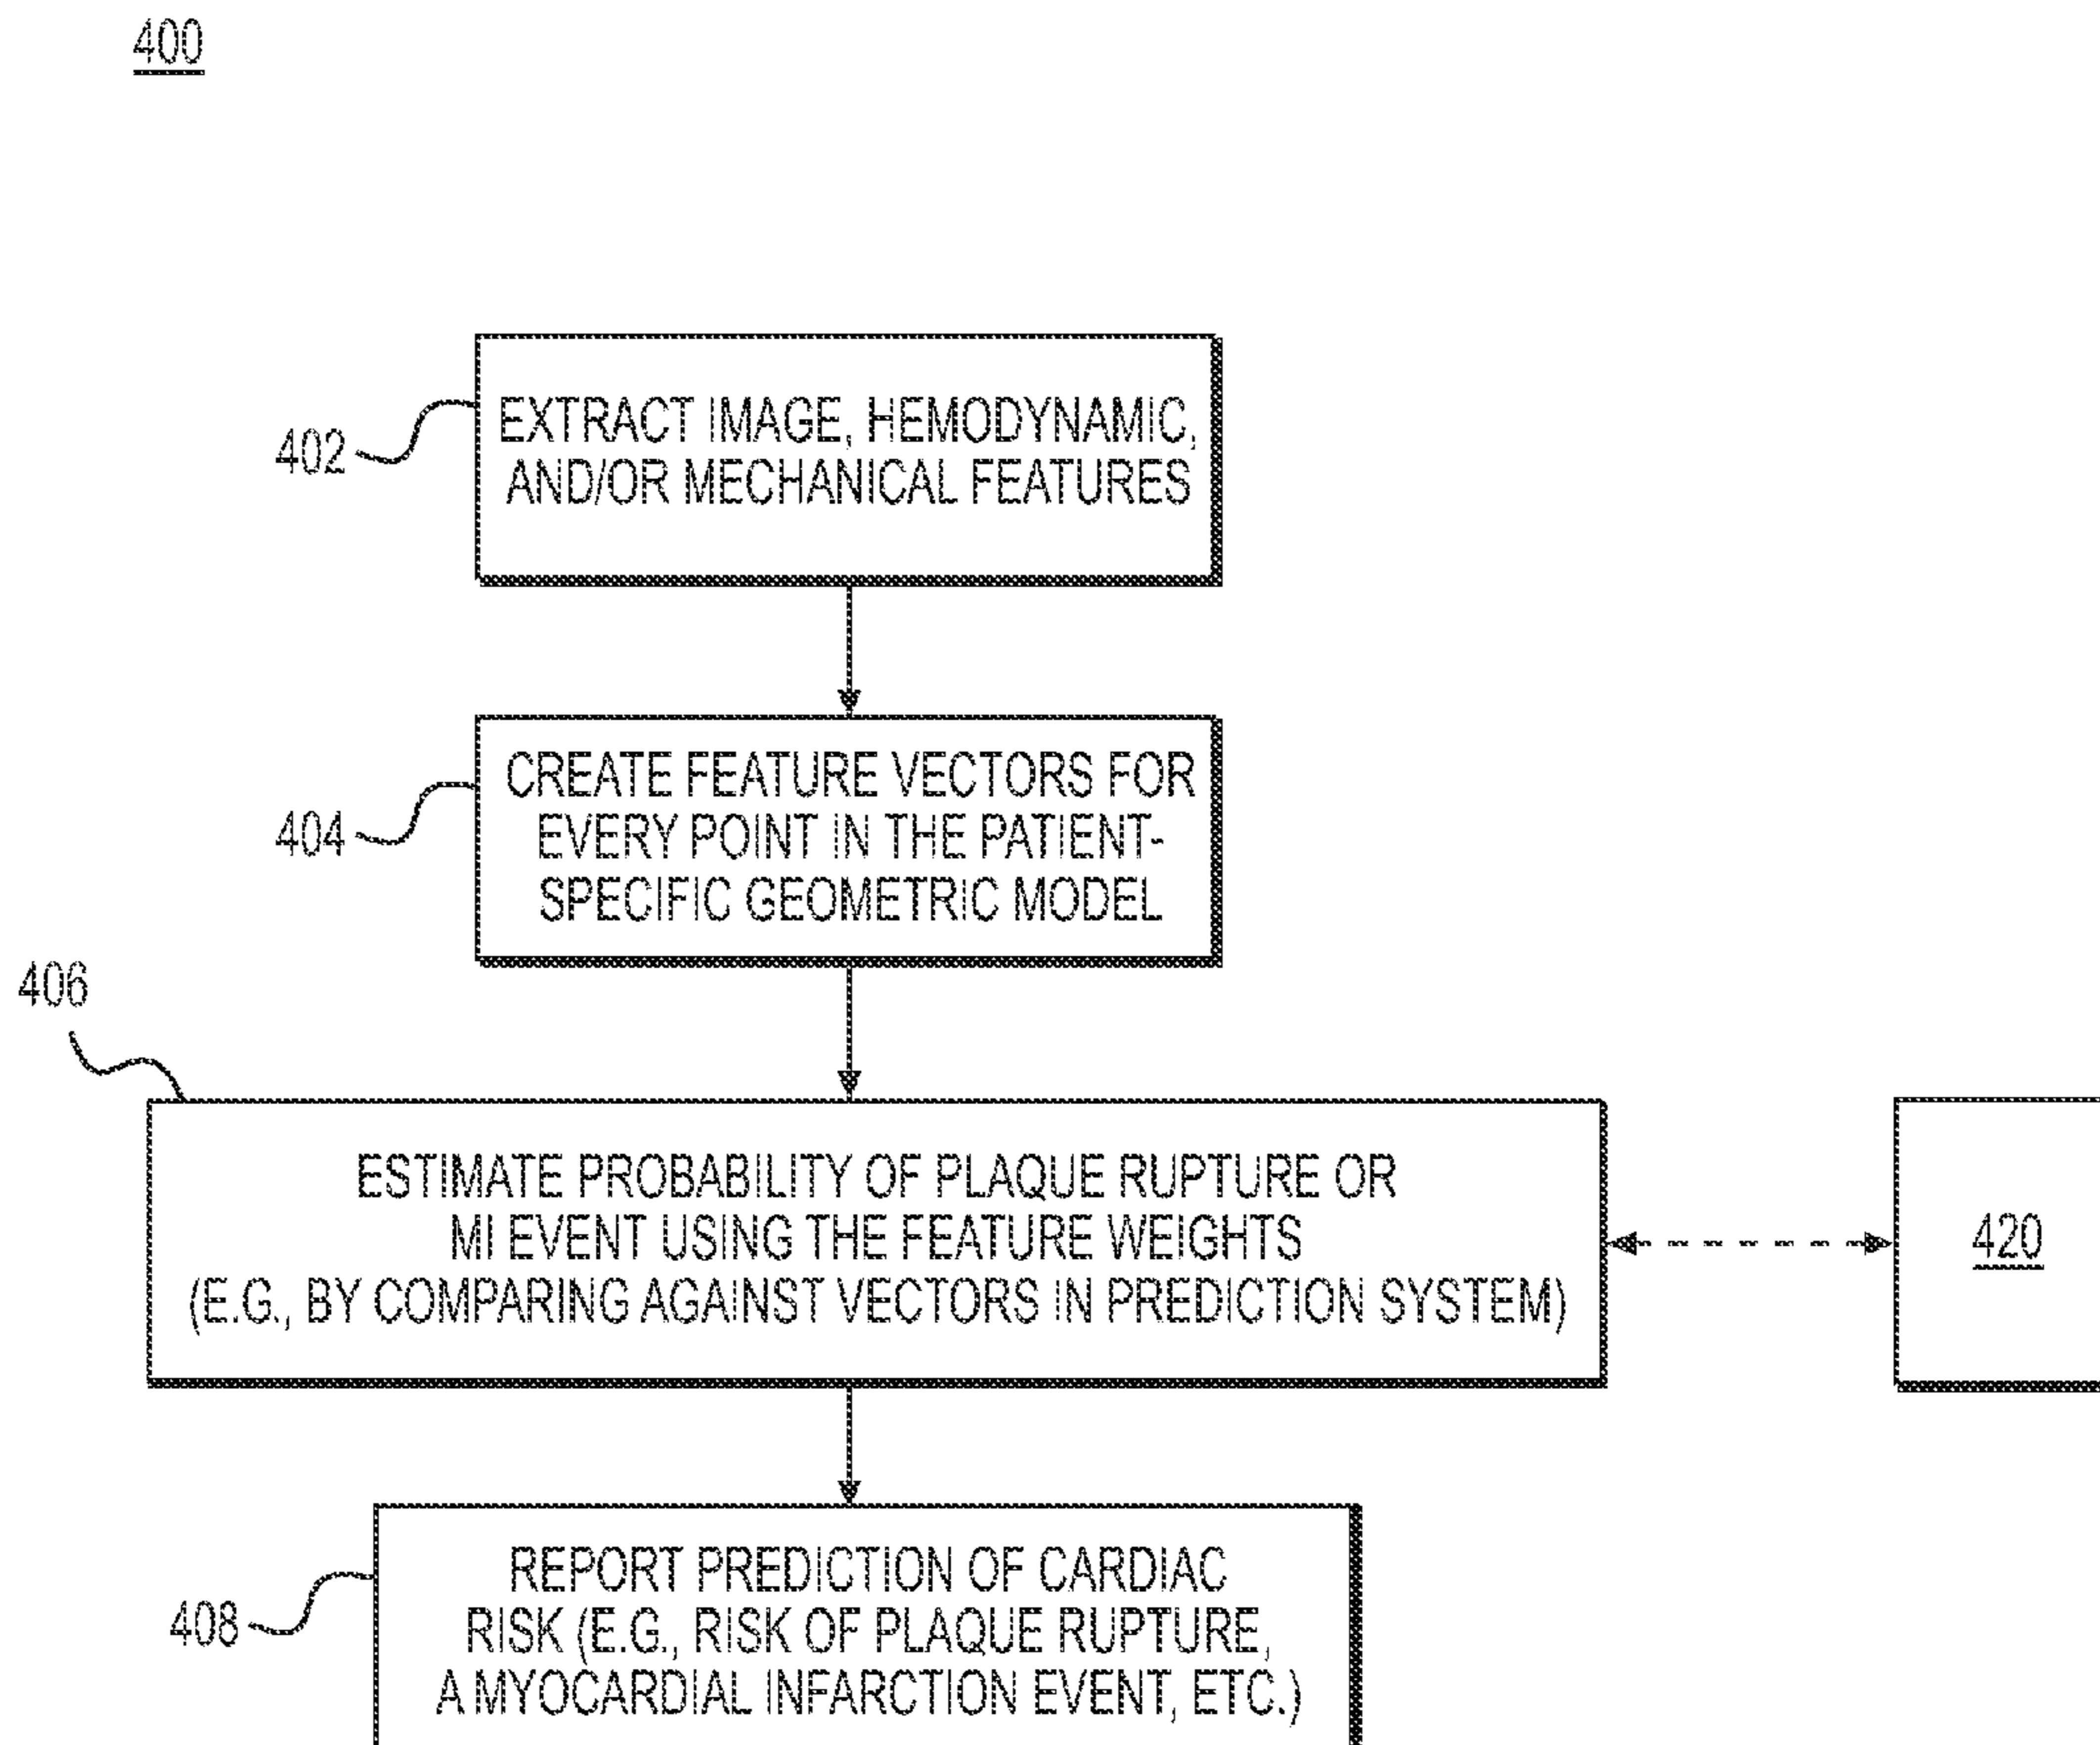 400
402
EXTRACT IMAGE, HEMODYNAMIC,
AND/OR MECHANICAL FEATURES
404
CREATE FEATURE VECTORS FOR
EVERY POINT IN THE PATIENT-
SPECIFIC GEOMETRIC MODEL
406
ESTIMATE PROBABILITY OF PLAQUE RUPTURE OR
MI EVENT USING THE FEATURE WEIGHTS
(E.G., BY COMPARING AGAINST VECTORS IN PREDICTION SYSTEM)
420
408
REPORT PREDICTION OF CARDIAC
RISK (E.G., RISK OF PLAQUE RUPTURE,
A MYOCARDIAL INFARCTION EVENT, ETC.)